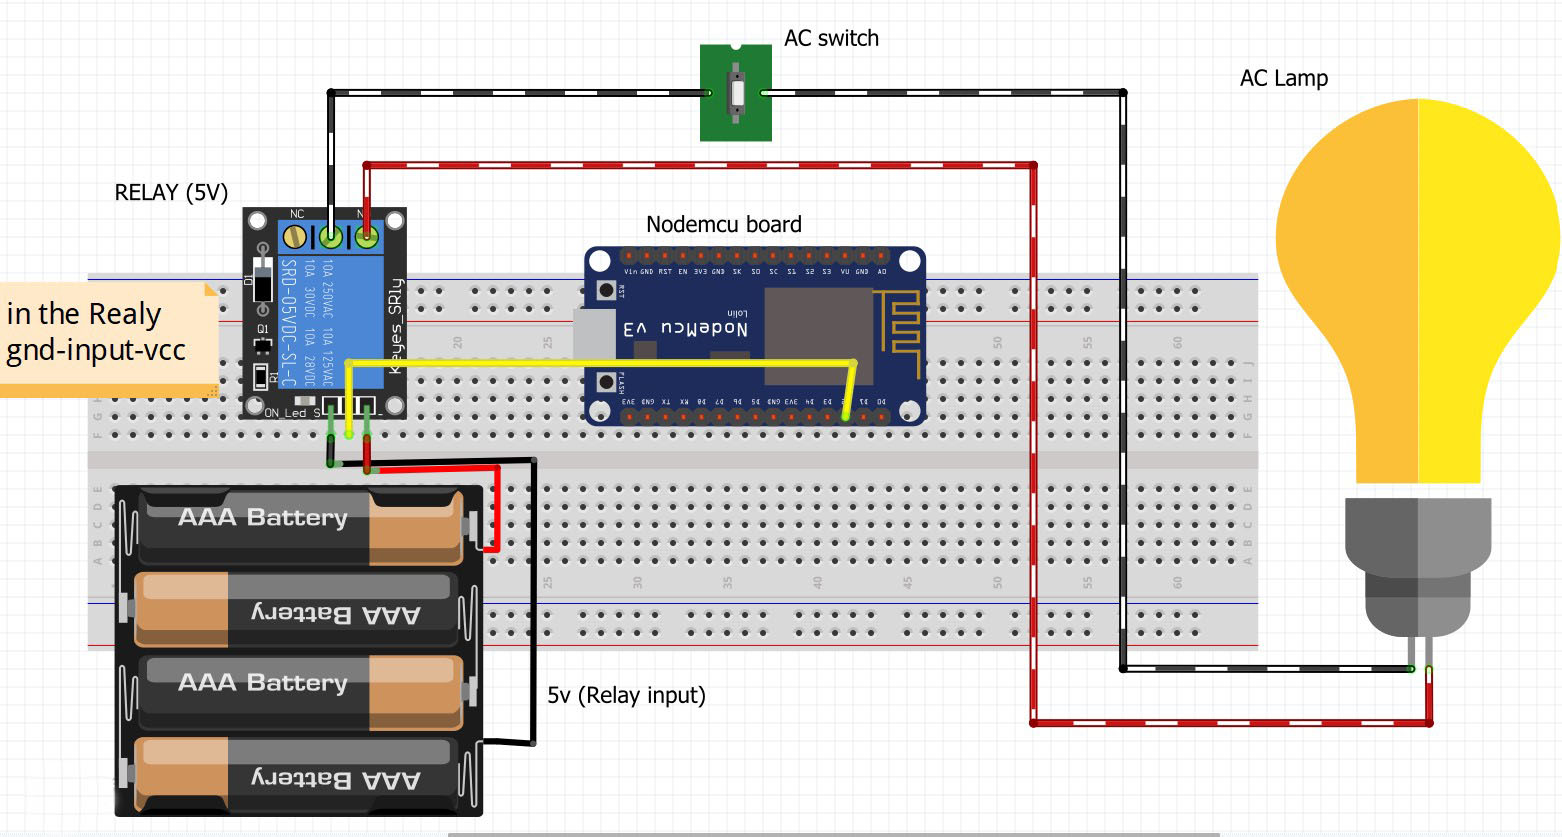 AC switch
AC Lamp
RELAY (5V)
Nodemcu board
NC
N
D1
SRD-05VDC-SL-C
10A 30VDC 10A 28VDC
10A 250VAC 10A 125VAC
Keyes_SR1y
Q1
R1
ON_Led S
-
in the Realy
gnd-input-vcc
Vin GND RST EN 3V3 GND SK SO SC S1 S2 S3 VU GND AO
RST
Lolin
NodeMcu v3
FLASH
3V3 GND TX RX D8 D7 D6 D5 GND 3V3 D4 D3 D1 D0
20 25 50 55 60
J
I
H
G
F
E
D
C
B
A
25 30 35 40 45 50 55 60
AAA Battery
AAA Battery
AAA Battery
AAA Battery
5v (Relay input)